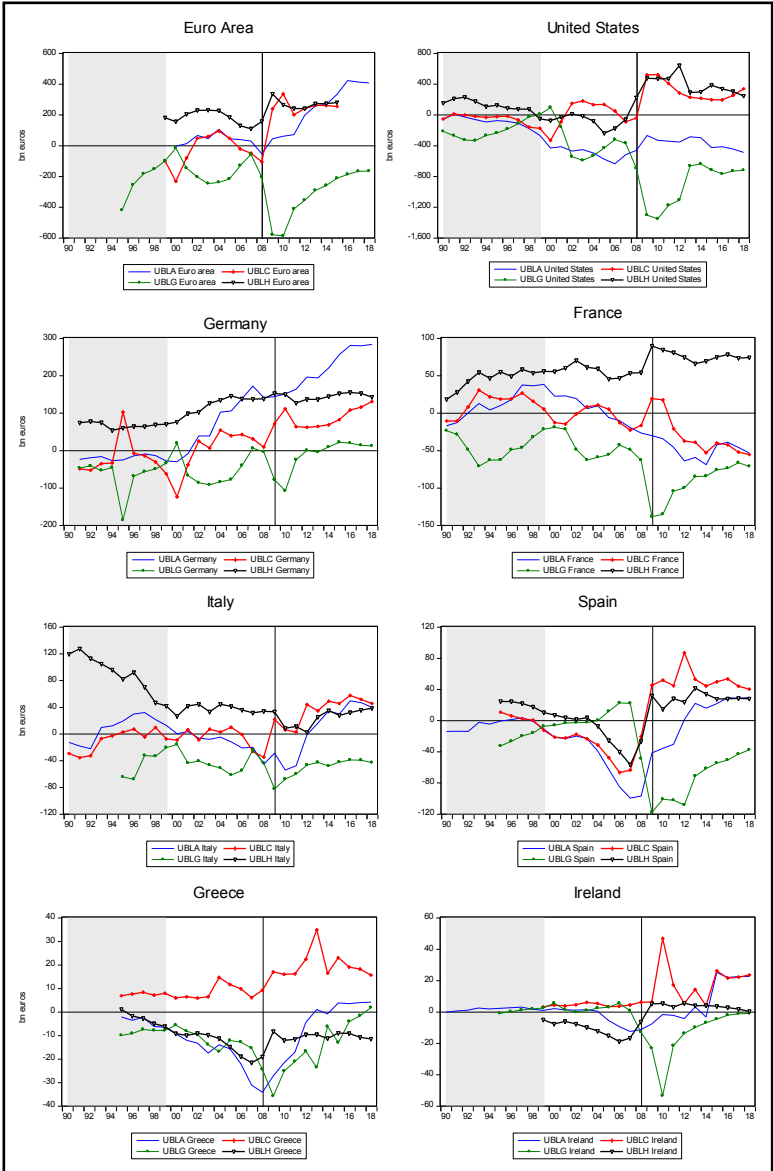 Euro Area
600
400
200
0
-200
-400
-600
bn euros
90 92 94 96 98 00 02 04 06 08 10 12 14 16 18
UBLA Euro area UBLC Euro area
UBLG Euro area UBLH Euro area
United States
800
400
0
-400
-800
-1,200
-1,600
bn euros
90 92 94 96 98 00 02 04 06 08 10 12 14 16 18
UBLA United States UBLC United States
UBLG United States UBLH United States
Germany
300
200
100
0
-100
-200
bn euros
90 92 94 96 98 00 02 04 06 08 10 12 14 16 18
UBLA Germany UBLC Germany
UBLG Germany UBLH Germany
France
100
50
0
-50
-100
-150
90 92 94 96 98 00 02 04 06 08 10 12 14 16 18
UBLA France UBLC France
UBLG France UBLH France
Italy
160
120
80
40
0
-40
-80
-120
bn euros
90 92 94 96 98 00 02 04 06 08 10 12 14 16 18
UBLA Italy UBLC Italy
UBLG Italy UBLH Italy
Spain
120
80
40
0
-40
-80
-120
90 92 94 96 98 00 02 04 06 08 10 12 14 16 18
UBLA Spain UBLC Spain
UBLG Spain UBLH Spain
Greece
40
30
20
10
0
-10
-20
-30
-40
bn euros
90 92 94 96 98 00 02 04 06 08 10 12 14 16 18
UBLA Greece UBLC Greece
UBLG Greece UBLH Greece
Ireland
60
40
20
0
-20
-40
-60
90 92 94 96 98 00 02 04 06 08 10 12 14 16 18
UBLA Ireland UBLC Ireland
UBLG Ireland UBLH Ireland